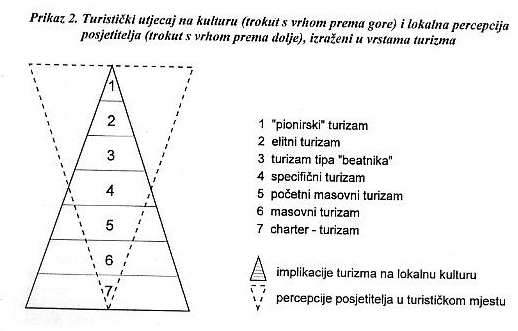 Prikaz 2. Turistički utjecaj na kulturu (trokut s vrhom prema gore) i lokalna percepcija
posjetitelja (trokut s vrhom prema dolje), izraženi u vrstama turizma
1
2
3
4
5
6
7
1 "pionirski" turizam
2 elitni turizam
3 turizam tipa "beatnika"
4 specifični turizam
5 početni masovni turizam
6 masovni turizam
7 charter - turizam
implikacije turizma na lokalnu kulturu
percepcije posjetitelja u turističkom mjestu